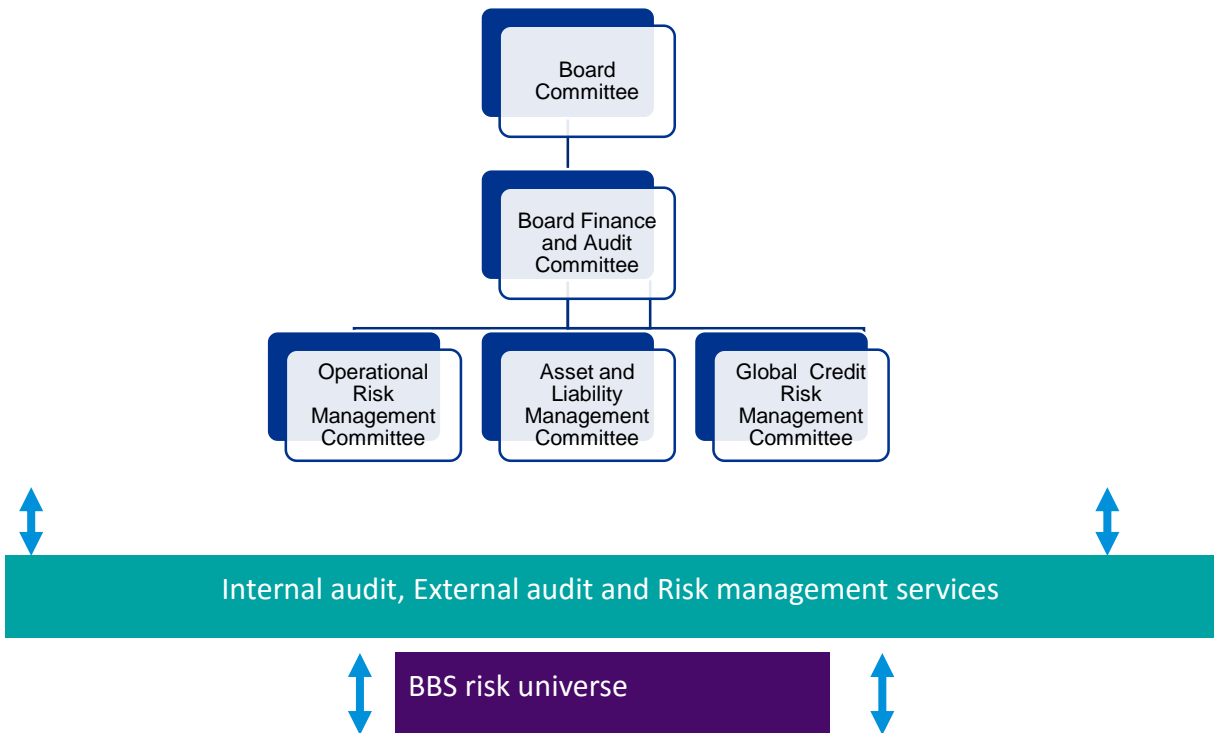 Board
Committee
Board Finance
and Audit
Committee
Operational
Risk
Management
Committee
Asset and
Liability
Management
Committee
Global Credit
Risk
Management
Committee
Internal audit, External audit and Risk management services
BBS risk universe